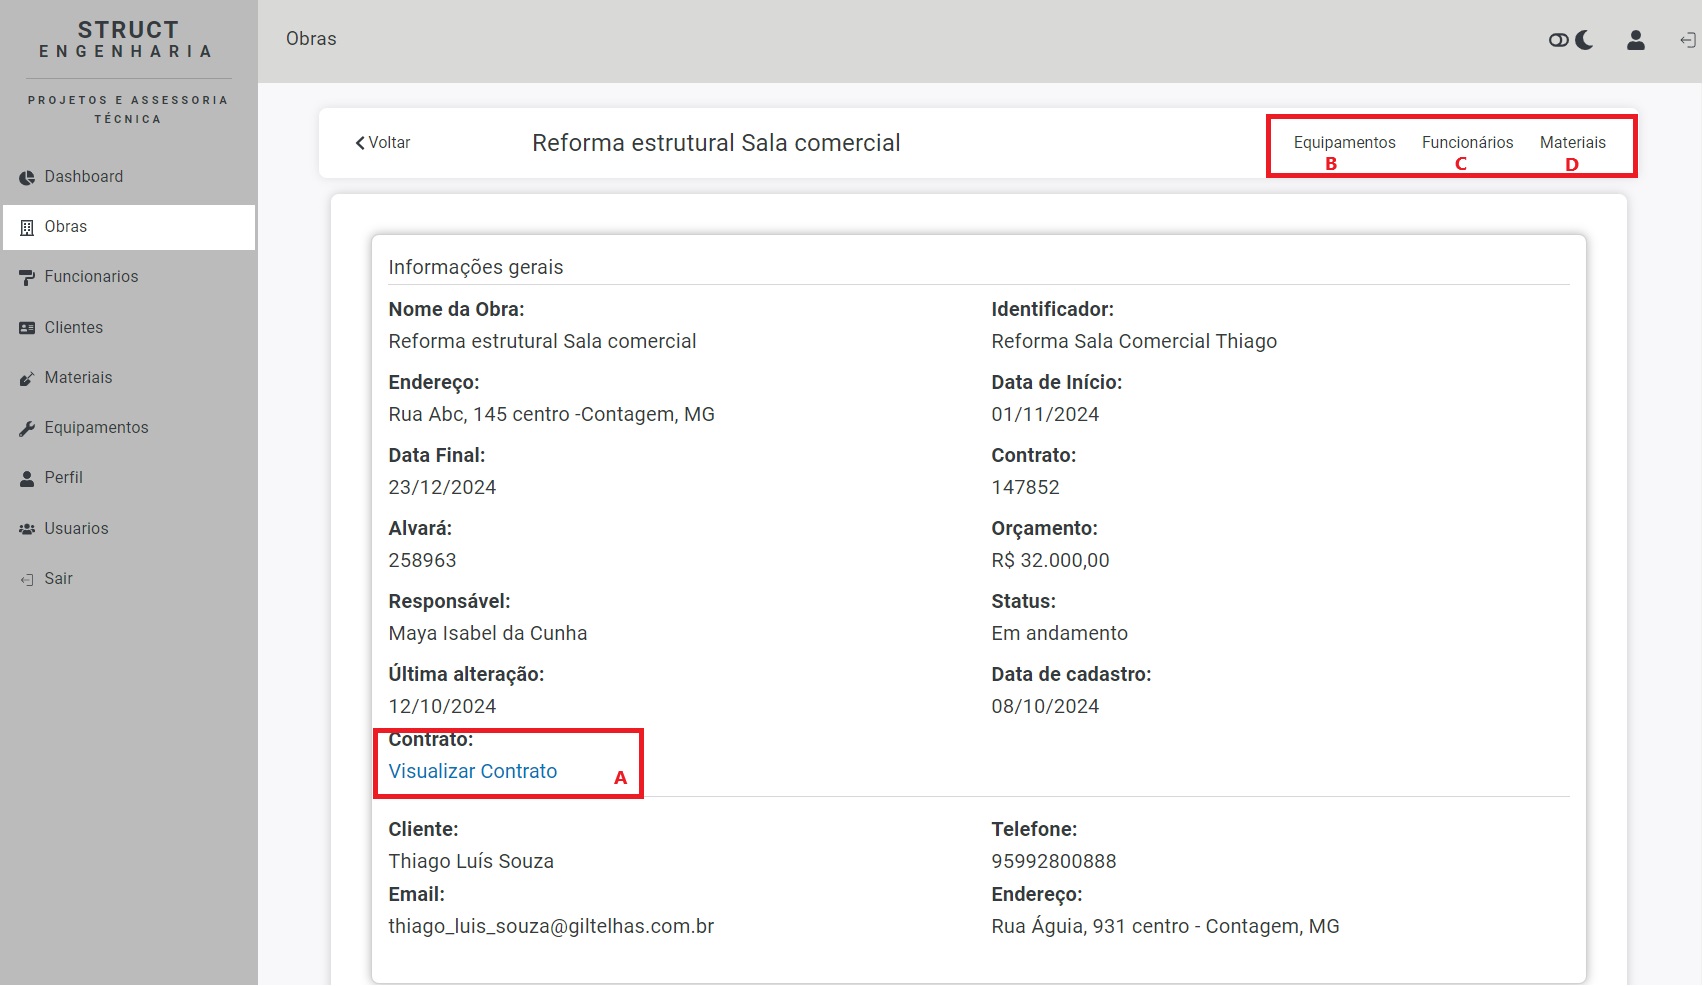 STRUCT
ENGENHARIA
PROJETOS E ASSESSORIA
TÉCNICA
Dashboard
Obras
Funcionarios
Clientes
Materiais
Equipamentos
Perfil
Usuarios
Sair
Obras
Voltar
Reforma estrutural Sala comercial
Equipamentos Funcionários Materiais
B C D
Informações gerais
Nome da Obra: Identificador:
Reforma estrutural Sala comercial Reforma Sala Comercial Thiago
Endereço: Data de Início:
Rua Abc, 145 centro -Contagem, MG 01/11/2024
Data Final: Contrato:
23/12/2024 147852
Alvará: Orçamento:
258963 R$ 32.000,00
Responsável: Status:
Maya Isabel da Cunha Em andamento
Última alteração: Data de cadastro:
12/10/2024 08/10/2024
Contrato:
Visualizar Contrato A
Cliente: Telefone:
Thiago Luís Souza 95992800888
Email: Endereço:
thiago_luis_souza@giltelhas.com.br Rua Águia, 931 centro - Contagem, MG